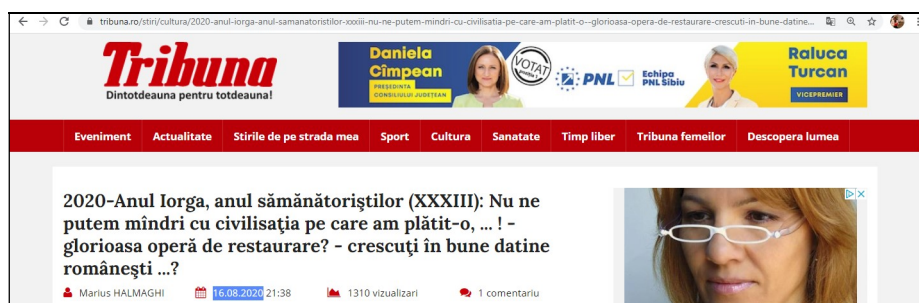 tribuna.ro/stiri/cultura/2020-anul-iorga-anul-samanatoristilor-xxxiii-nu-ne-putem-mindri-cu-civilisatia-pe-care-am-platit-o--glorioasa-opera-de-restaurare-crescuti-in-bune-datine...
Tribuna
Dintotdeauna pentru totdeauna!
Daniela
Cîmpean
PREȘEDINTA
CONSILIULUI JUDEȚEAN
VOTAȚI
PNL
Echipa
PNL Sibiu
Raluca
Turcan
VICEPREMIER
Eveniment Actualitate Stirile de pe strada mea Sport Cultura Sanatate Timp liber Tribuna femeilor Descopera lumea
2020-Anul Iorga, anul sămănătoriştilor (XXXIII): Nu ne
putem mîndri cu civilisaţia pe care am plătit-o, ... ! -
glorioasa operă de restaurare? - crescuţi în bune datine
româneşti ...?
Marius HALMAGHI 16.08.2020 21:38 1310 vizualizari 1 comentariu